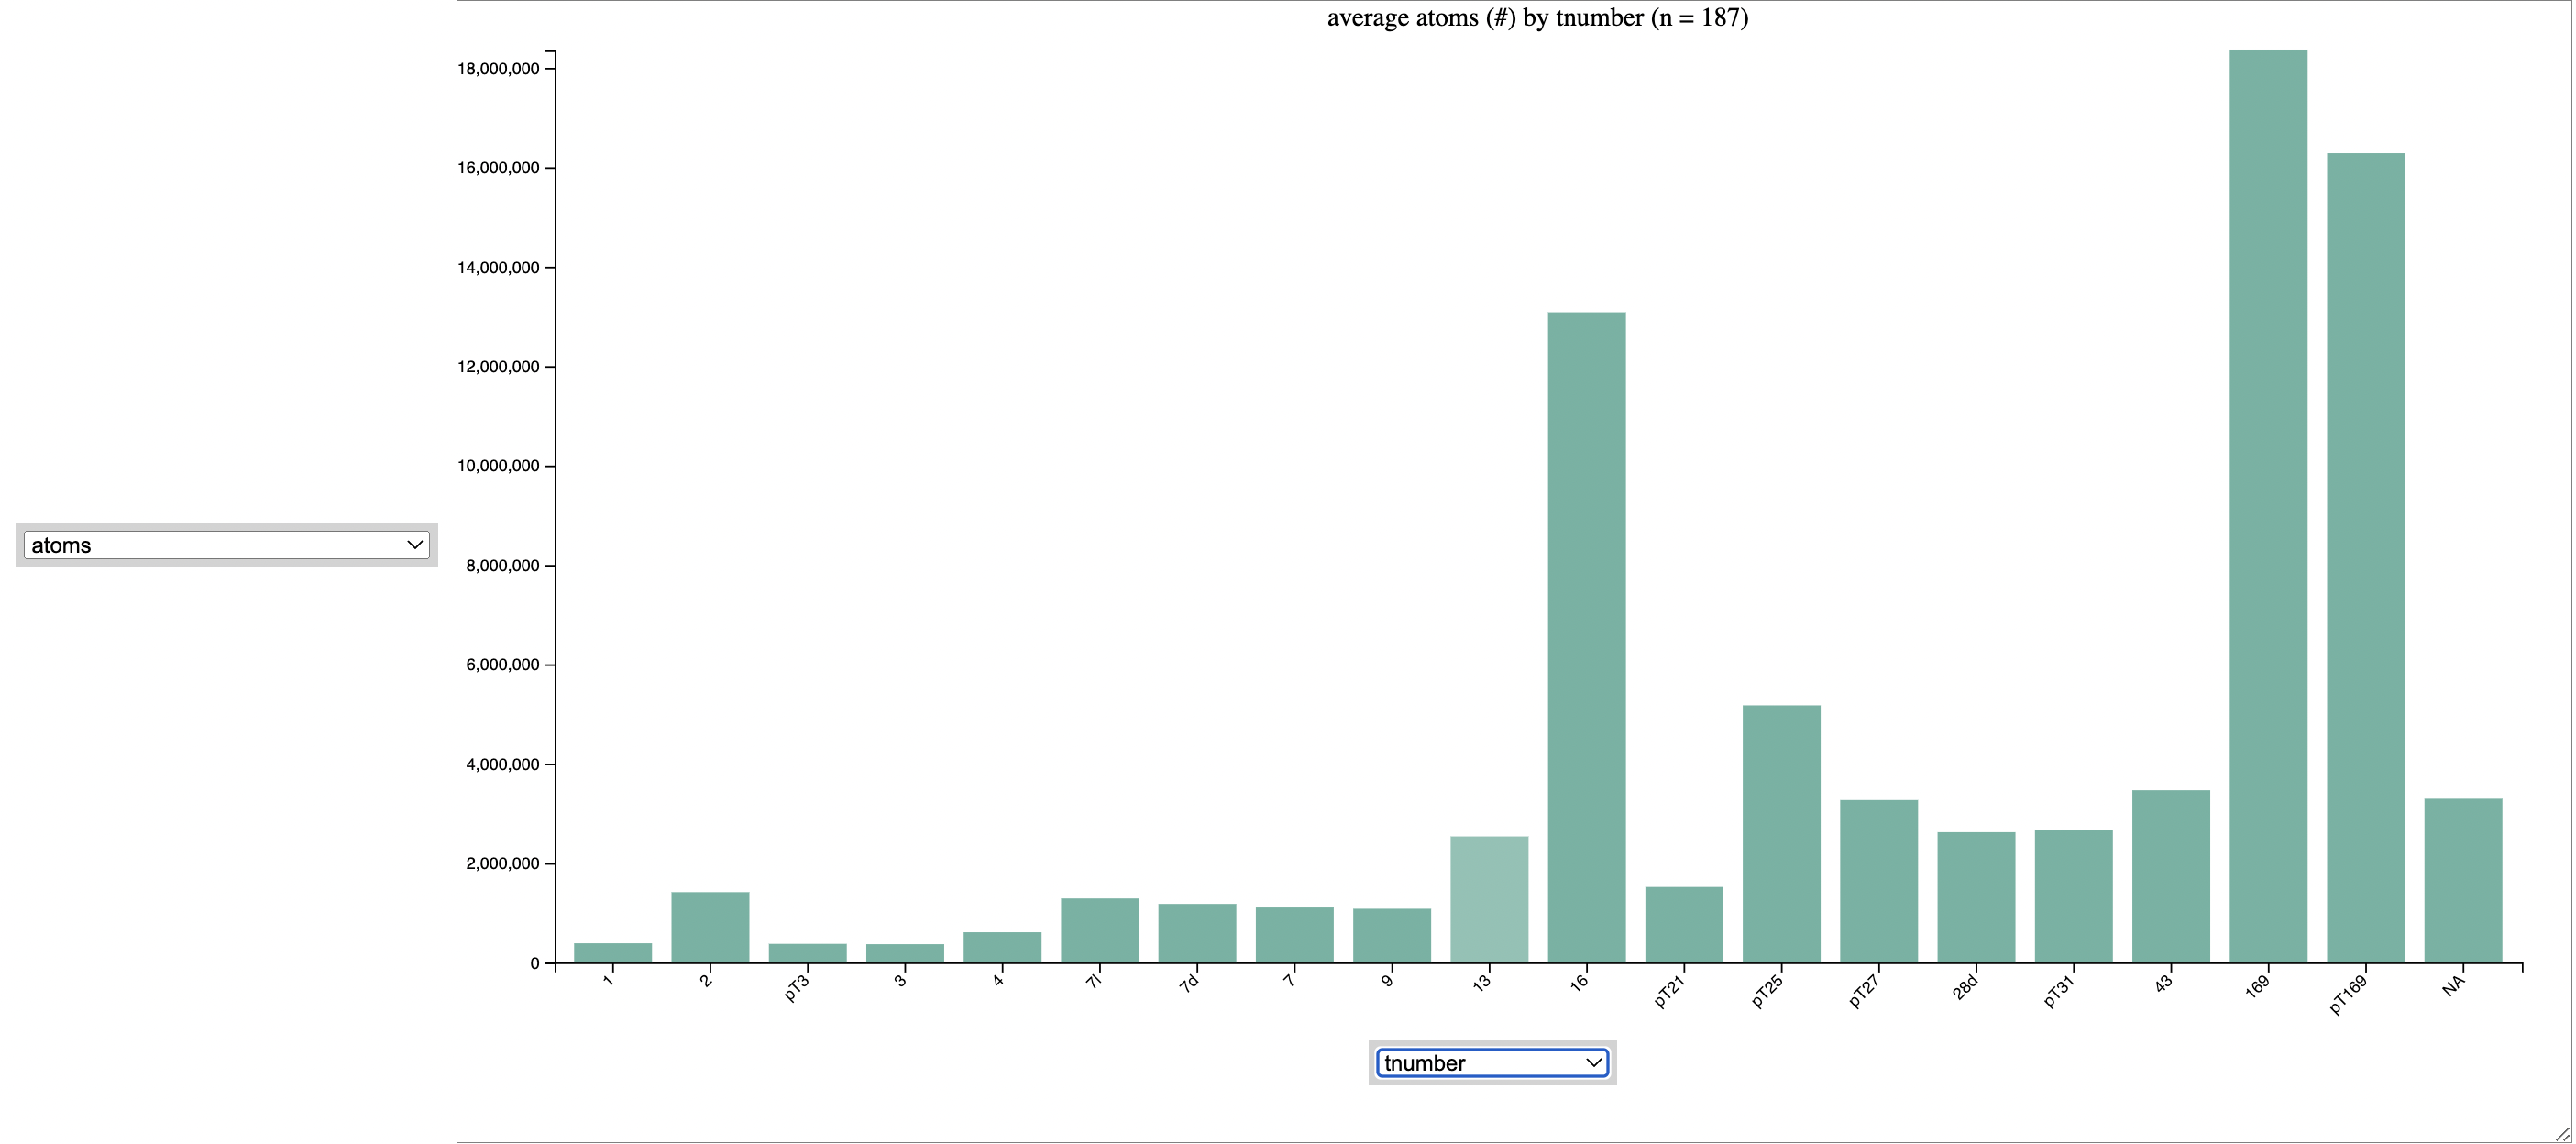 average atoms (#) by tnumber (n = 187)
18,000,000
16,000,000
14,000,000
12,000,000
10,000,000
8,000,000
6,000,000
4,000,000
2,000,000
0
atoms
1 2 pT3 3 4 7l 7d 7 9 13 16 pT21 pT25 pT27 28d pT31 43 169 pT169 NA
tnumber